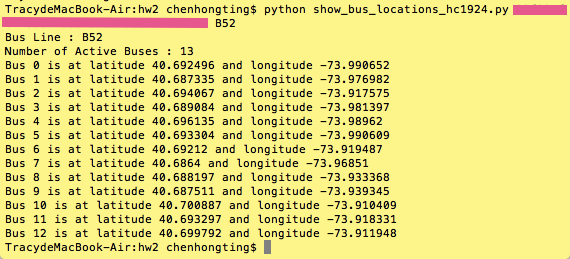 TracydeMacBook-Air:hw2 chenhongting$ python show_bus_locations_hc1924.py
B52
Bus Line : B52
Number of Active Buses : 13
Bus 0 is at latitude 40.692496 and longitude -73.990652
Bus 1 is at latitude 40.687335 and longitude -73.976982
Bus 2 is at latitude 40.694067 and longitude -73.917575
Bus 3 is at latitude 40.689084 and longitude -73.981397
Bus 4 is at latitude 40.696135 and longitude -73.98962
Bus 5 is at latitude 40.693304 and longitude -73.990609
Bus 6 is at latitude 40.69212 and longitude -73.919487
Bus 7 is at latitude 40.6864 and longitude -73.96851
Bus 8 is at latitude 40.688197 and longitude -73.933368
Bus 9 is at latitude 40.687511 and longitude -73.939345
Bus 10 is at latitude 40.700887 and longitude -73.910409
Bus 11 is at latitude 40.693297 and longitude -73.918331
Bus 12 is at latitude 40.699792 and longitude -73.911948
TracydeMacBook-Air:hw2 chenhongting$